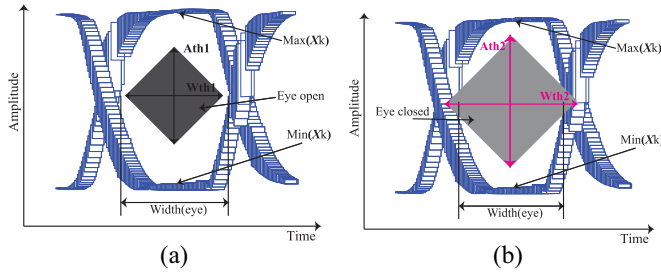 Amplitude
Ath1
Max(Xk)
Wth1
Eye open
Min(Xk)
Width(eye)
Time
(a)
Amplitude
Ath2
Max(Xk)
Wth2
Eye closed
Min(Xk)
Width(eye)
Time
(b)